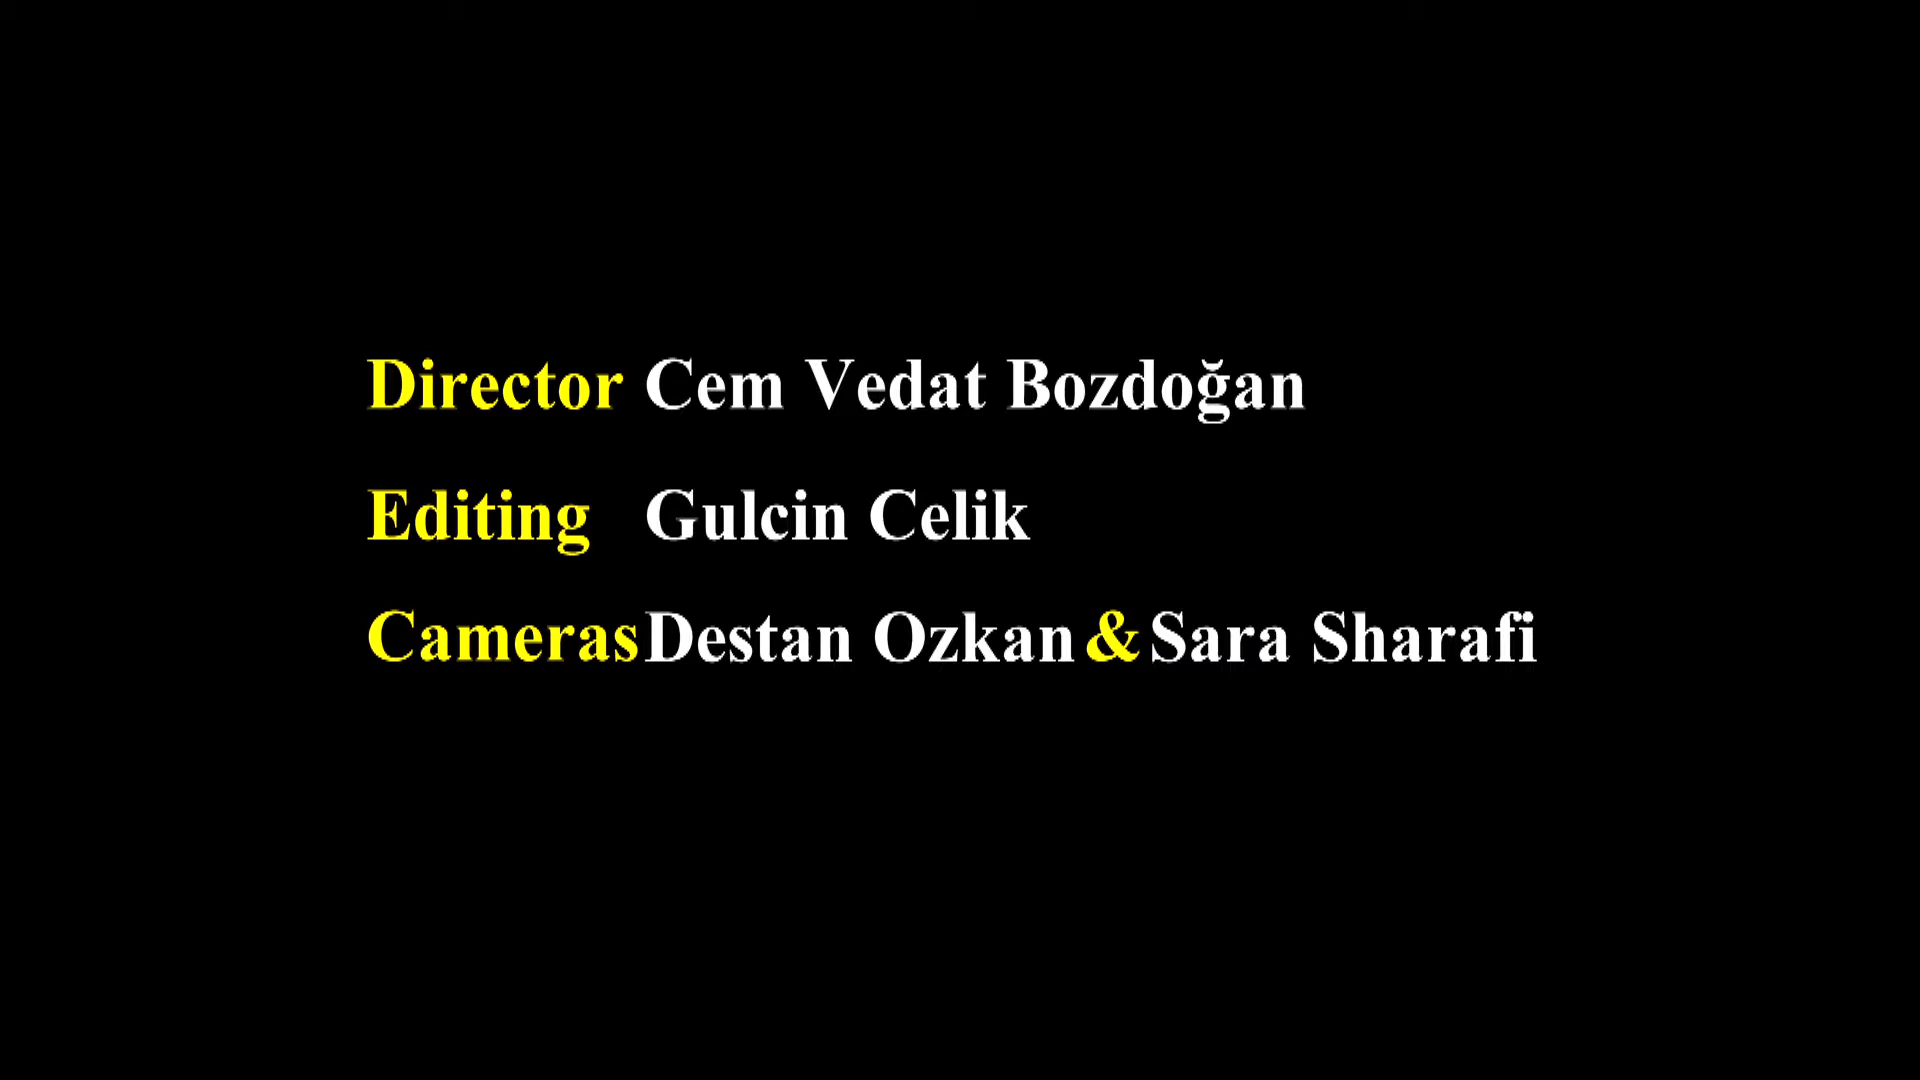 Director Cem Vedat Bozdoğan
Editing Gulcin Celik
Cameras Destan Ozkan & Sara Sharafi